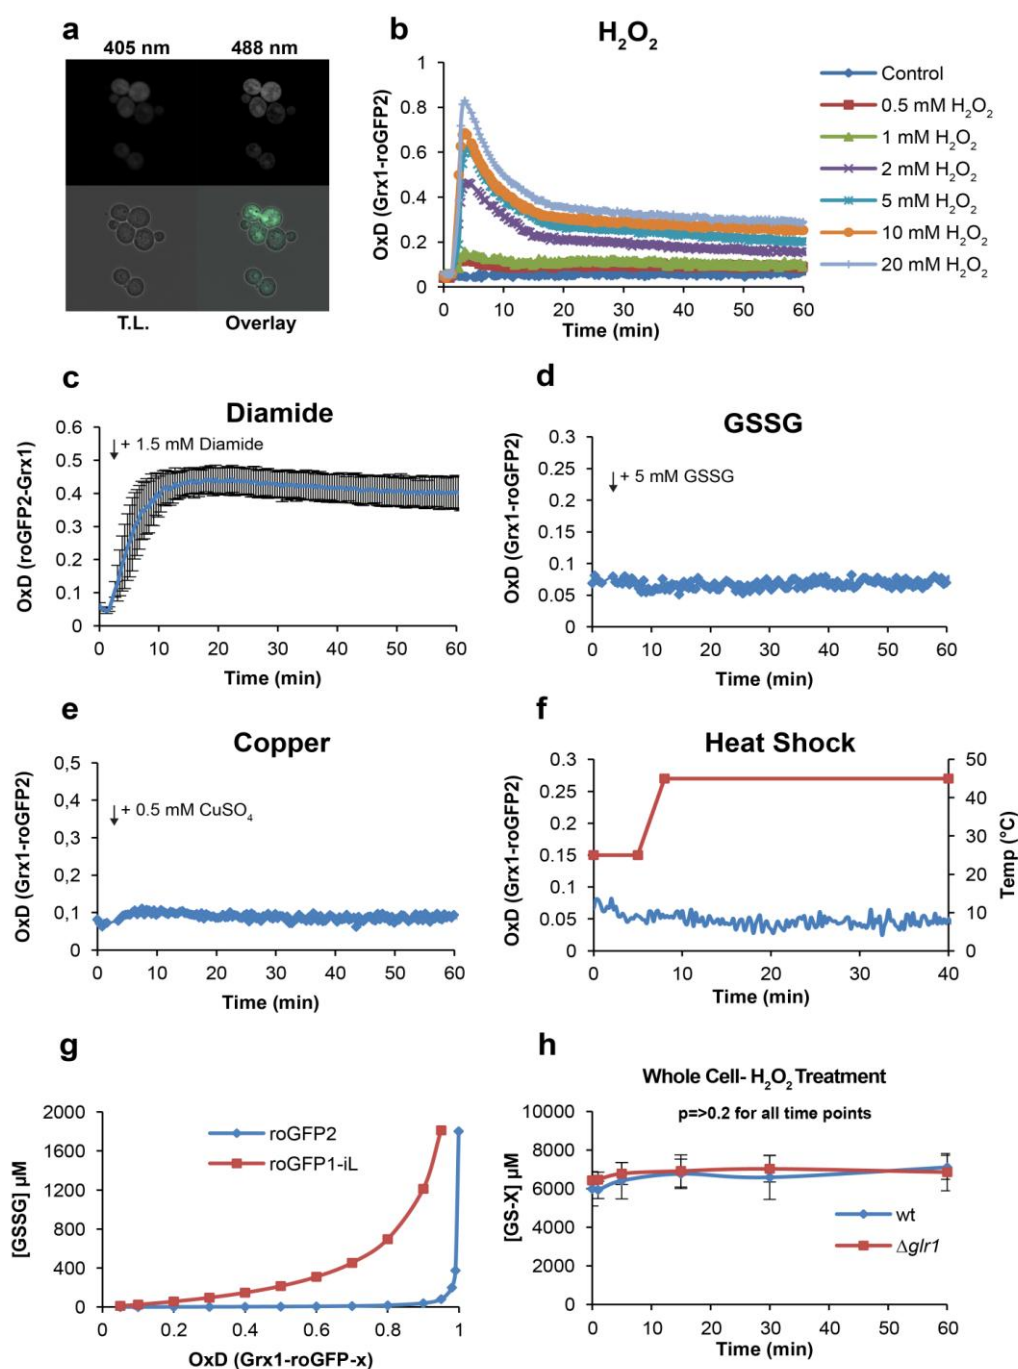 a
405 nm 488 nm
T.L. Overlay
b
H₂O₂
OxD (Grx1-roGFP2)
1
0.8
0.6
0.4
0.2
0
0 10 20 30 40 50 60
Time (min)
Control
0.5 mM H₂O₂
1 mM H₂O₂
2 mM H₂O₂
5 mM H₂O₂
10 mM H₂O₂
20 mM H₂O₂
c
Diamide
OxD (roGFP2-Grx1)
0.6
0.5
0.4
0.3
0.2
0.1
0
+ 1.5 mM Diamide
0 10 20 30 40 50 60
Time (min)
d
GSSG
OxD (Grx1-roGFP2)
0.3
0.25
0.2
0.15
0.1
0.05
0
+ 5 mM GSSG
0 10 20 30 40 50 60
Time (min)
e
Copper
OxD (Grx1-roGFP2)
0,5
0,4
0,3
0,2
0,1
0
+ 0.5 mM CuSO₄
0 10 20 30 40 50 60
Time (min)
f
Heat Shock
OxD (Grx1-roGFP2)
0.3
0.25
0.2
0.15
0.1
0.05
0
50
40
30
20
10
0
Temp (°C)
0 10 20 30 40
Time (min)
g
[GSSG] µM
2000
1600
1200
800
400
0
roGFP2
roGFP1-iL
0 0.2 0.4 0.6 0.8 1
OxD (Grx1-roGFP-x)
h
Whole Cell- H₂O₂ Treatment
p=>0.2 for all time points
[GS-X] µM
10000
8000
6000
4000
2000
0
wt
Δglr1
0 10 20 30 40 50 60
Time (min)